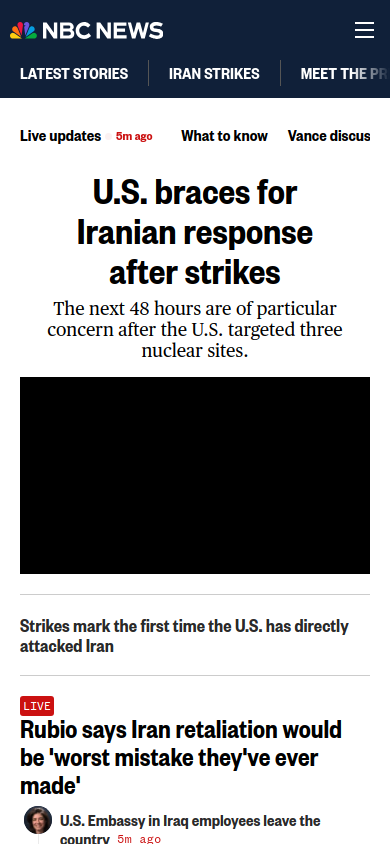 NBC NEWS
LATEST STORIES IRAN STRIKES MEET THE PR
Live updates 5m ago What to know Vance discus
U.S. braces for
Iranian response
after strikes
The next 48 hours are of particular
concern after the U.S. targeted three
nuclear sites.
Strikes mark the first time the U.S. has directly
attacked Iran
LIVE
Rubio says Iran retaliation would
be 'worst mistake they've ever
made'
U.S. Embassy in Iraq employees leave the
country 5m ago